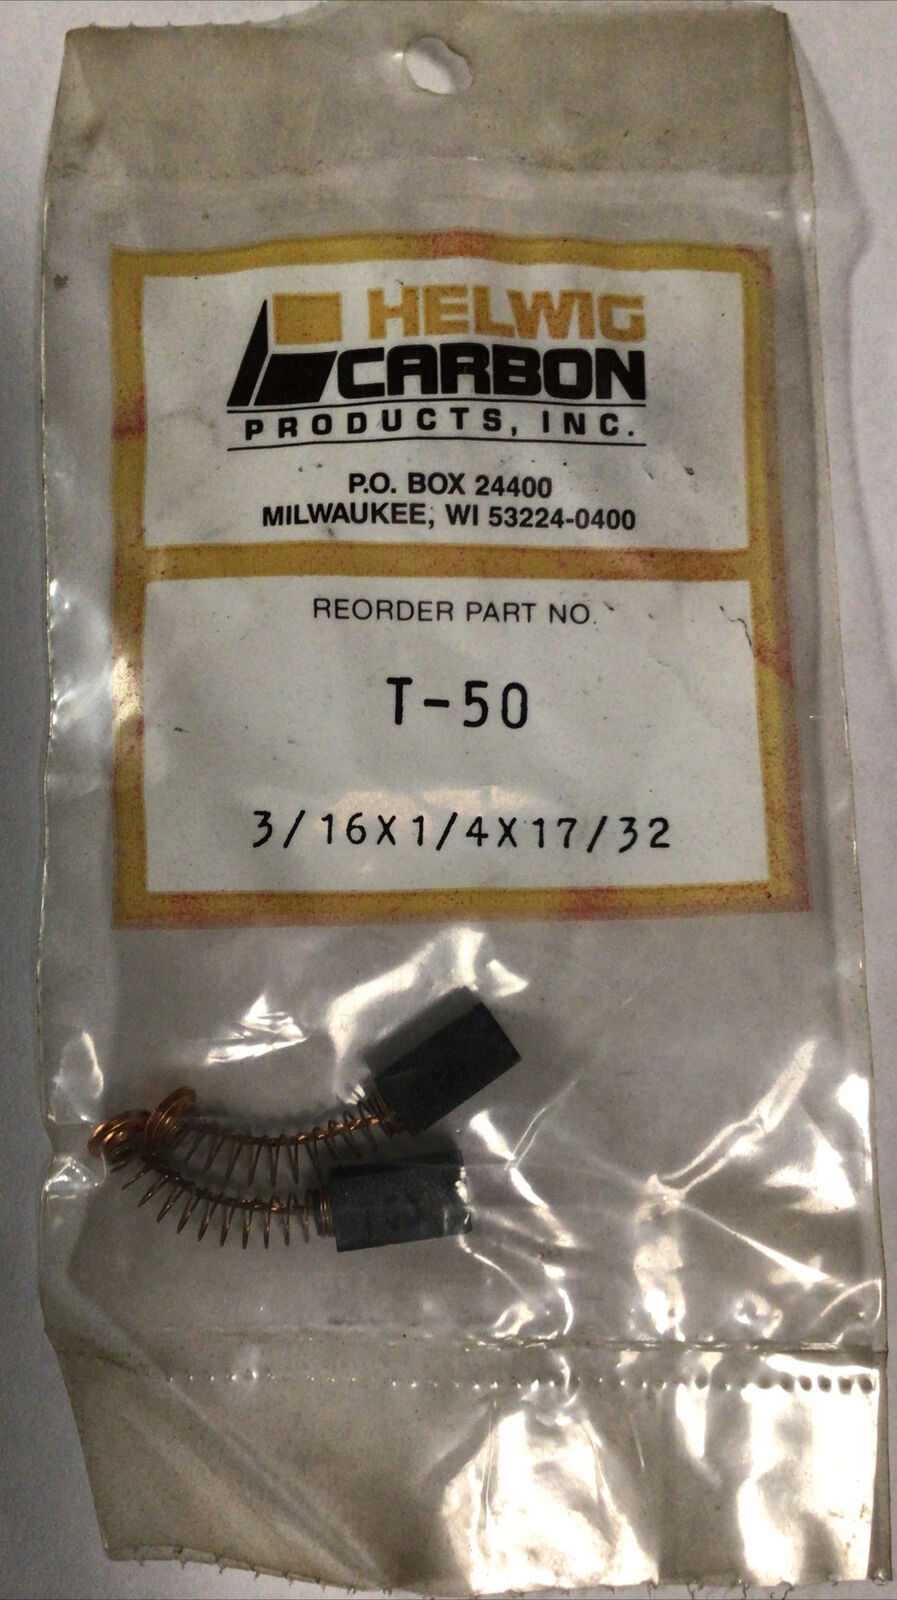 HELWIG
CARBON
PRODUCTS, INC.
P.O. BOX 24400
MILWAUKEE, WI 53224-0400
REORDER PART NO.
T-50
3/16X1/4X17/32